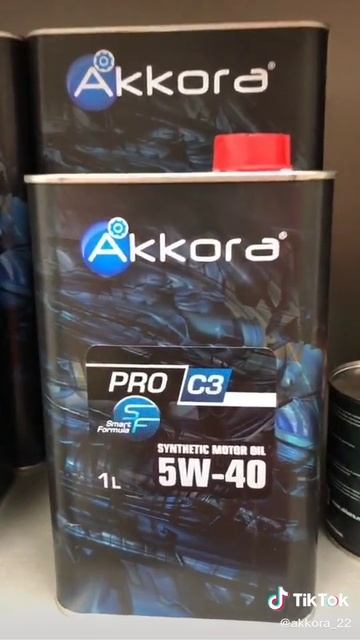 Akkora®
Akkora®
PRO C3
Smart
Formula
SF
SYNTHETIC MOTOR OIL
1L 5W-40
TikTok
@akkora_22